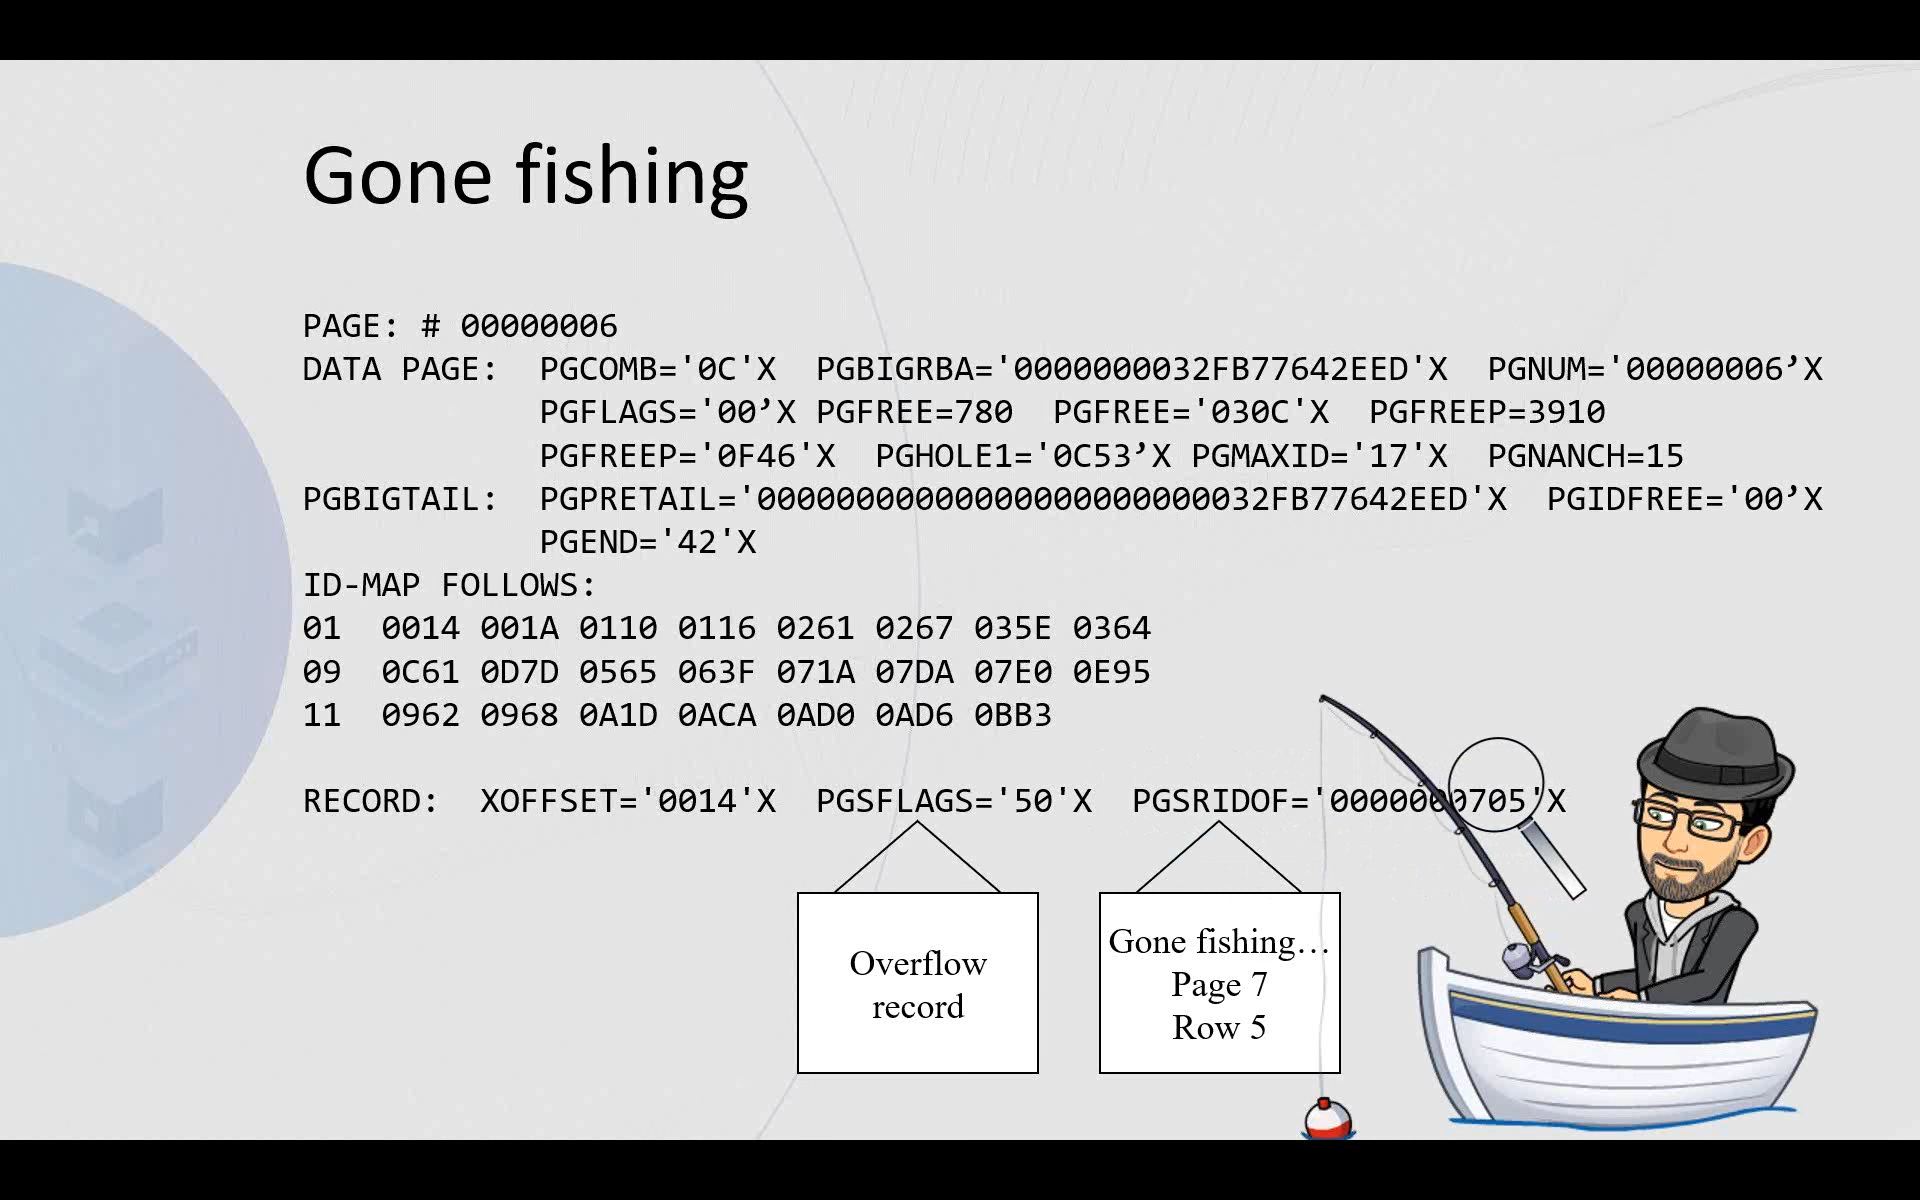 Gone fishing
PAGE: # 00000006
DATA PAGE:  PGCOMB='0C'X  PGBIGRBA='0000000032FB77642EED'X  PGNUM='00000006’X
PGFLAGS='00’X PGFREE=780  PGFREE='030C'X  PGFREEP=3910
PGFREEP='0F46'X  PGHOLE1='0C53’X PGMAXID='17'X  PGNANCH=15
PGBIGTAIL:  PGPRETAIL='00000000000000000000000032FB77642EED'X  PGIDFREE='00’X
PGEND='42'X
ID-MAP FOLLOWS:
01  0014 001A 0110 0116 0261 0267 035E 0364
09  0C61 0D7D 0565 063F 071A 07DA 07E0 0E95
11  0962 0968 0A1D 0ACA 0AD0 0AD6 0BB3
RECORD:  XOFFSET='0014'X  PGSFLAGS='50'X  PGSRIDOF='0000000705'X
Overflow
record
Gone fishing…
Page 7
Row 5